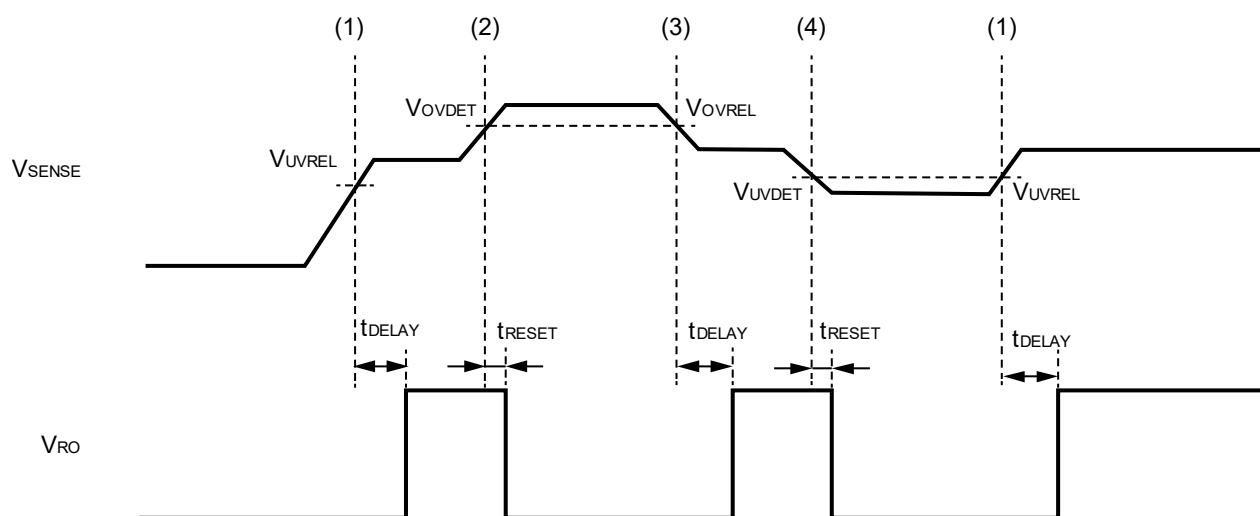 (1) (2) (3) (4) (1)
VOVDET VOVREL
VUVREL
VSENSE
VUVDET VUVREL
tDELAY tRESET tDELAY tRESET tDELAY
VRO